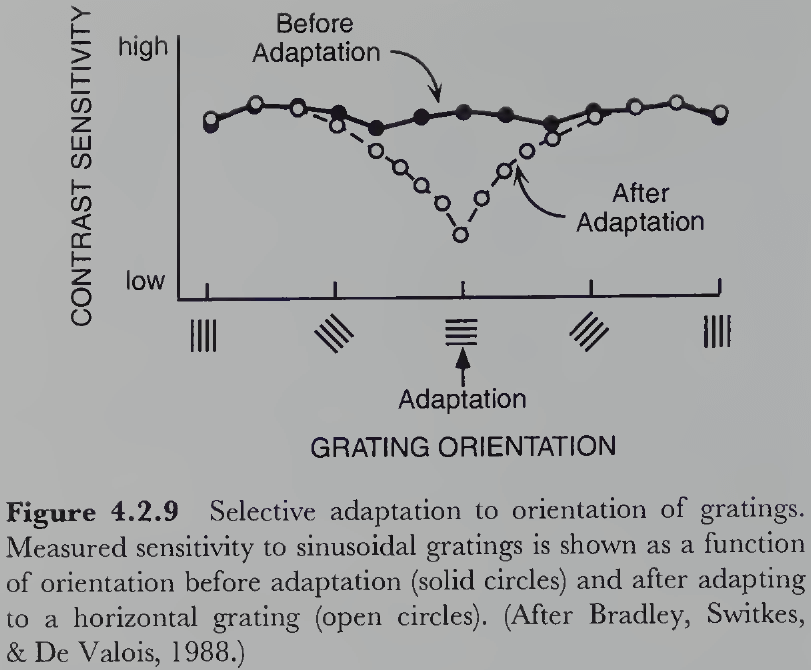 Before
Adaptation
high
CONTRAST SENSITIVITY
After
Adaptation
low
Adaptation
GRATING ORIENTATION
Figure 4.2.9 Selective adaptation to orientation of gratings.
Measured sensitivity to sinusoidal gratings is shown as a function
of orientation before adaptation (solid circles) and after adapting
to a horizontal grating (open circles). (After Bradley, Switkes,
& De Valois, 1988.)